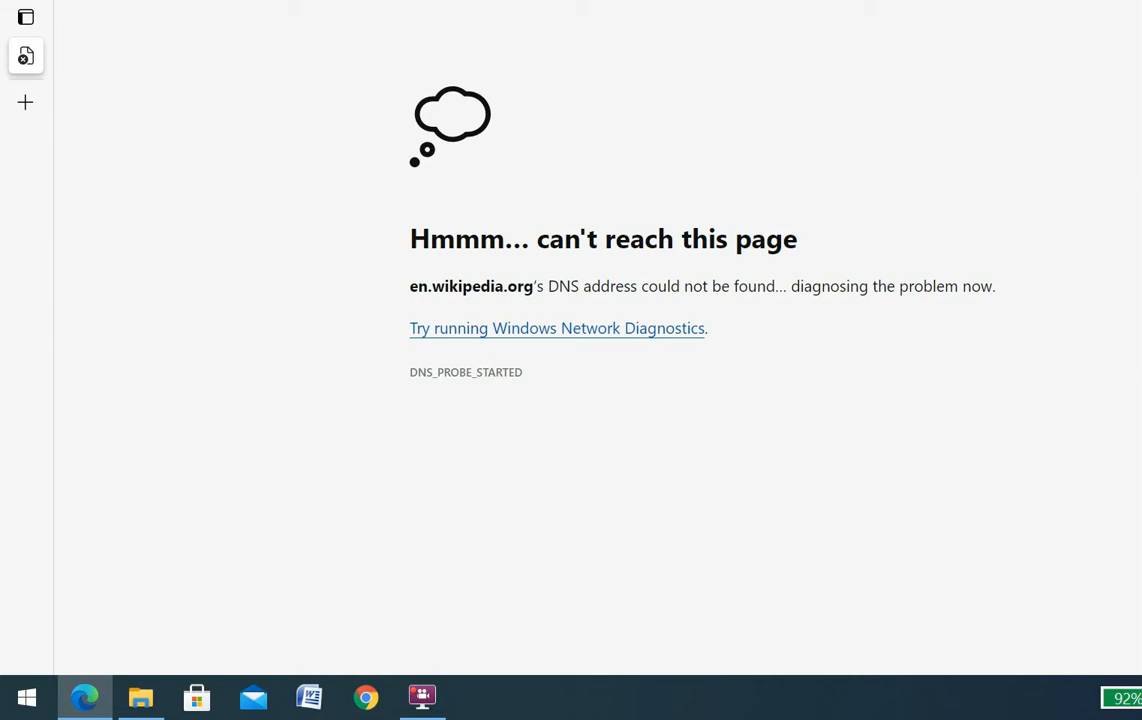 Hmmm... can't reach this page
en.wikipedia.org's DNS address could not be found... diagnosing the problem now.
Try running Windows Network Diagnostics.
DNS_PROBE_STARTED
92%